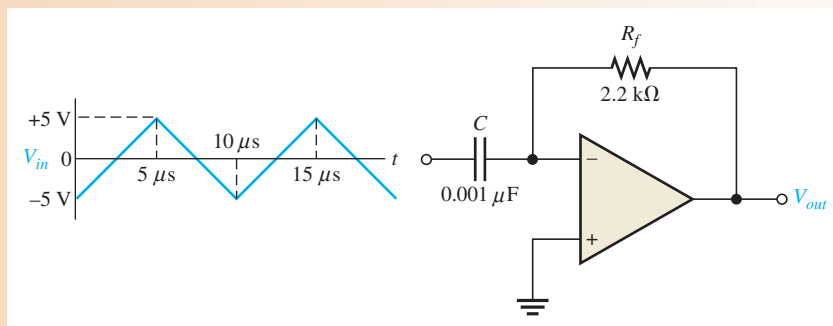 +5 V
V_in 0
–5 V
5 μs
10 μs
15 μs
t
C
0.001 μF
R_f
2.2 kΩ
–
+
V_out